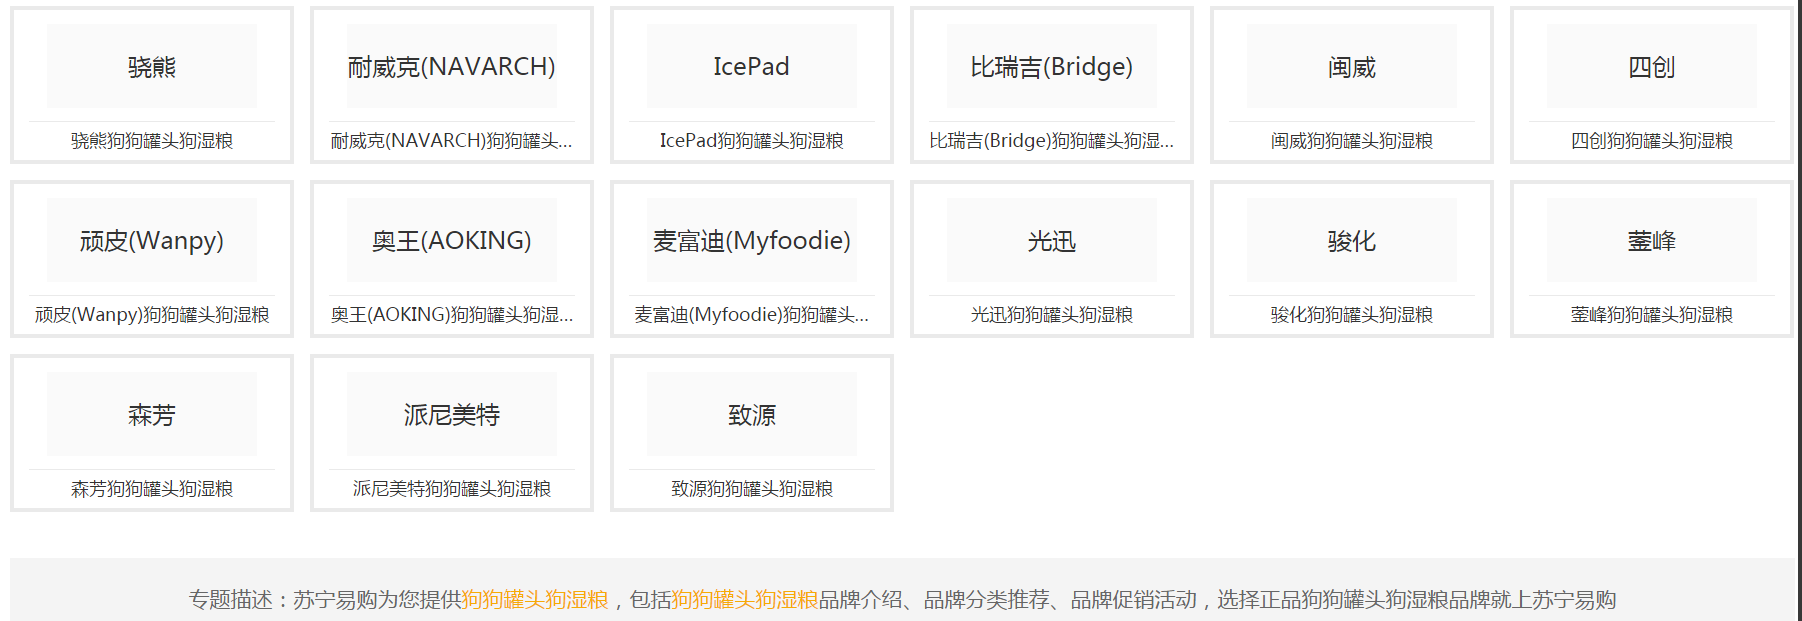 骁熊
耐威克(NAVARCH)
IcePad
比瑞吉(Bridge)
闽威
四创
骁熊狗狗罐头狗湿粮
耐威克(NAVARCH)狗狗罐头...
IcePad狗狗罐头狗湿粮
比瑞吉(Bridge)狗狗罐头狗湿...
闽威狗狗罐头狗湿粮
四创狗狗罐头狗湿粮
顽皮(Wanpy)
奥王(AOKING)
麦富迪(Myfoodie)
光迅
骏化
蓥峰
顽皮(Wanpy)狗狗罐头狗湿粮
奥王(AOKING)狗狗罐头狗湿...
麦富迪(Myfoodie)狗狗罐头...
光迅狗狗罐头狗湿粮
骏化狗狗罐头狗湿粮
蓥峰狗狗罐头狗湿粮
森芳
派尼美特
致源
森芳狗狗罐头狗湿粮
派尼美特狗狗罐头狗湿粮
致源狗狗罐头狗湿粮
专题描述：苏宁易购为您提供狗狗罐头狗湿粮，包括狗狗罐头狗湿粮品牌介绍、品牌分类推荐、品牌促销活动，选择正品狗狗罐头狗湿粮品牌就上苏宁易购